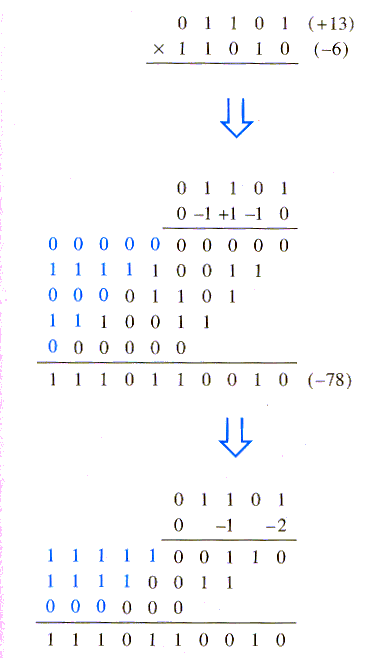 0 1 1 0 1 (+13)
× 1 1 0 1 0 (−6)
0 1 1 0 1
0 −1 +1 −1 0
0 0 0 0 0 0 0 0 0 0
1 1 1 1 1 0 0 1 1
0 0 0 0 1 1 0 1
1 1 1 0 0 1 1
0 0 0 0 0 0
1 1 1 0 1 1 0 0 1 0 (−78)
0 1 1 0 1
0 −1 −2
1 1 1 1 1 0 0 1 1 0
1 1 1 1 0 0 1 1
0 0 0 0 0 0
1 1 1 0 1 1 0 0 1 0